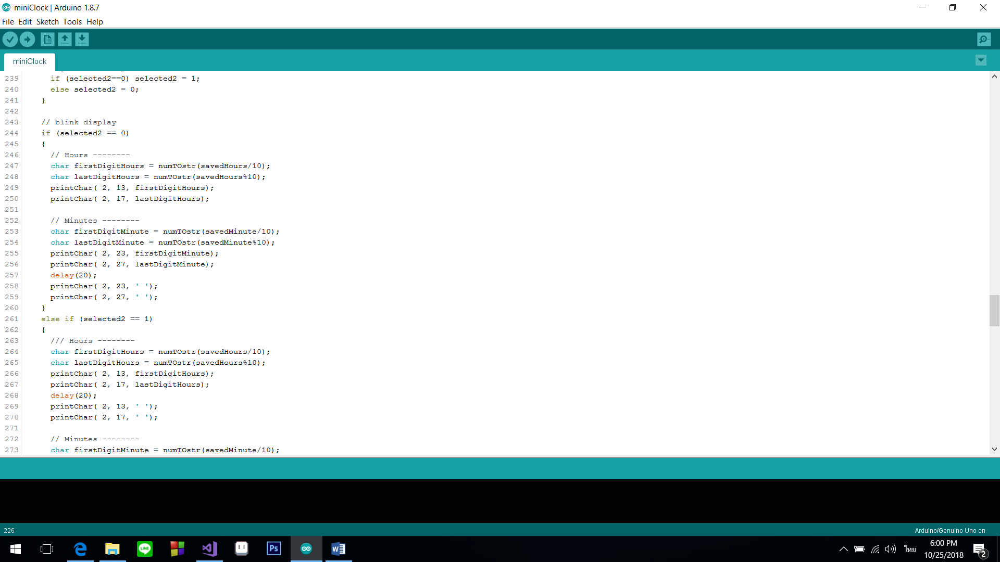 miniClock | Arduino 1.8.7
File Edit Sketch Tools Help
miniClock
239 if (selected2==0) selected2 = 1;
240 else selected2 = 0;
241 }
242
243 // blink display
244 if (selected2 == 0)
245 {
246 // Hours --------
247 char firstDigitHours = numTOstr(savedHours/10);
248 char lastDigitHours = numTOstr(savedHours%10);
249 printChar( 2, 13, firstDigitHours);
250 printChar( 2, 17, lastDigitHours);
251
252 // Minutes --------
253 char firstDigitMinute = numTOstr(savedMinute/10);
254 char lastDigitMinute = numTOstr(savedMinute%10);
255 printChar( 2, 23, firstDigitMinute);
256 printChar( 2, 27, lastDigitMinute);
257 delay(20);
258 printChar( 2, 23, ' ');
259 printChar( 2, 27, ' ');
260 }
261 else if (selected2 == 1)
262 {
263 /// Hours --------
264 char firstDigitHours = numTOstr(savedHours/10);
265 char lastDigitHours = numTOstr(savedHours%10);
266 printChar( 2, 13, firstDigitHours);
267 printChar( 2, 17, lastDigitHours);
268 delay(20);
269 printChar( 2, 13, ' ');
270 printChar( 2, 17, ' ');
271
272 // Minutes --------
273 char firstDigitMinute = numTOstr(savedMinute/10);
226 Arduino/Genuino Uno on
LINE
Ps
W
ไทย
6:00 PM
10/25/2018
2